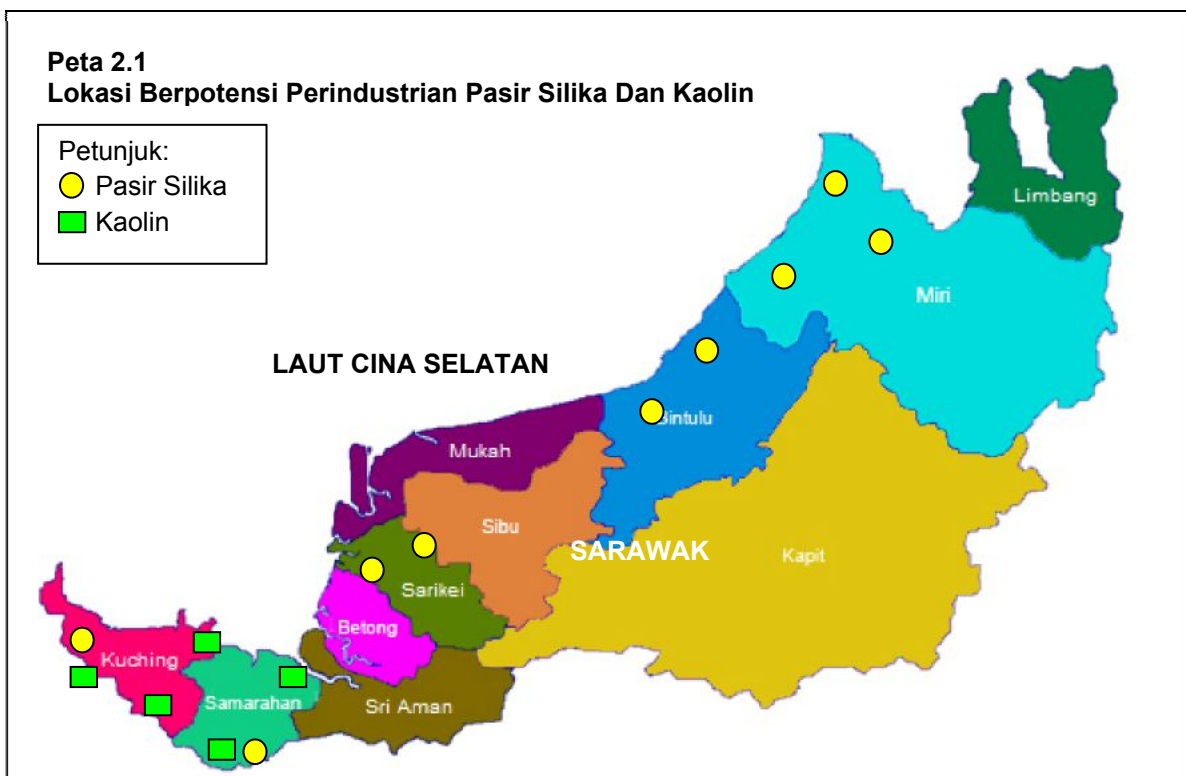 Peta 2.1
Lokasi Berpotensi Perindustrian Pasir Silika Dan Kaolin
Petunjuk:
Pasir Silika
Kaolin
Limbang
Miri
LAUT CINA SELATAN
Bintulu
Mukah
Sibu
SARAWAK
Kapit
Sarikei
Betong
Kuching
Samarahan
Sri Aman